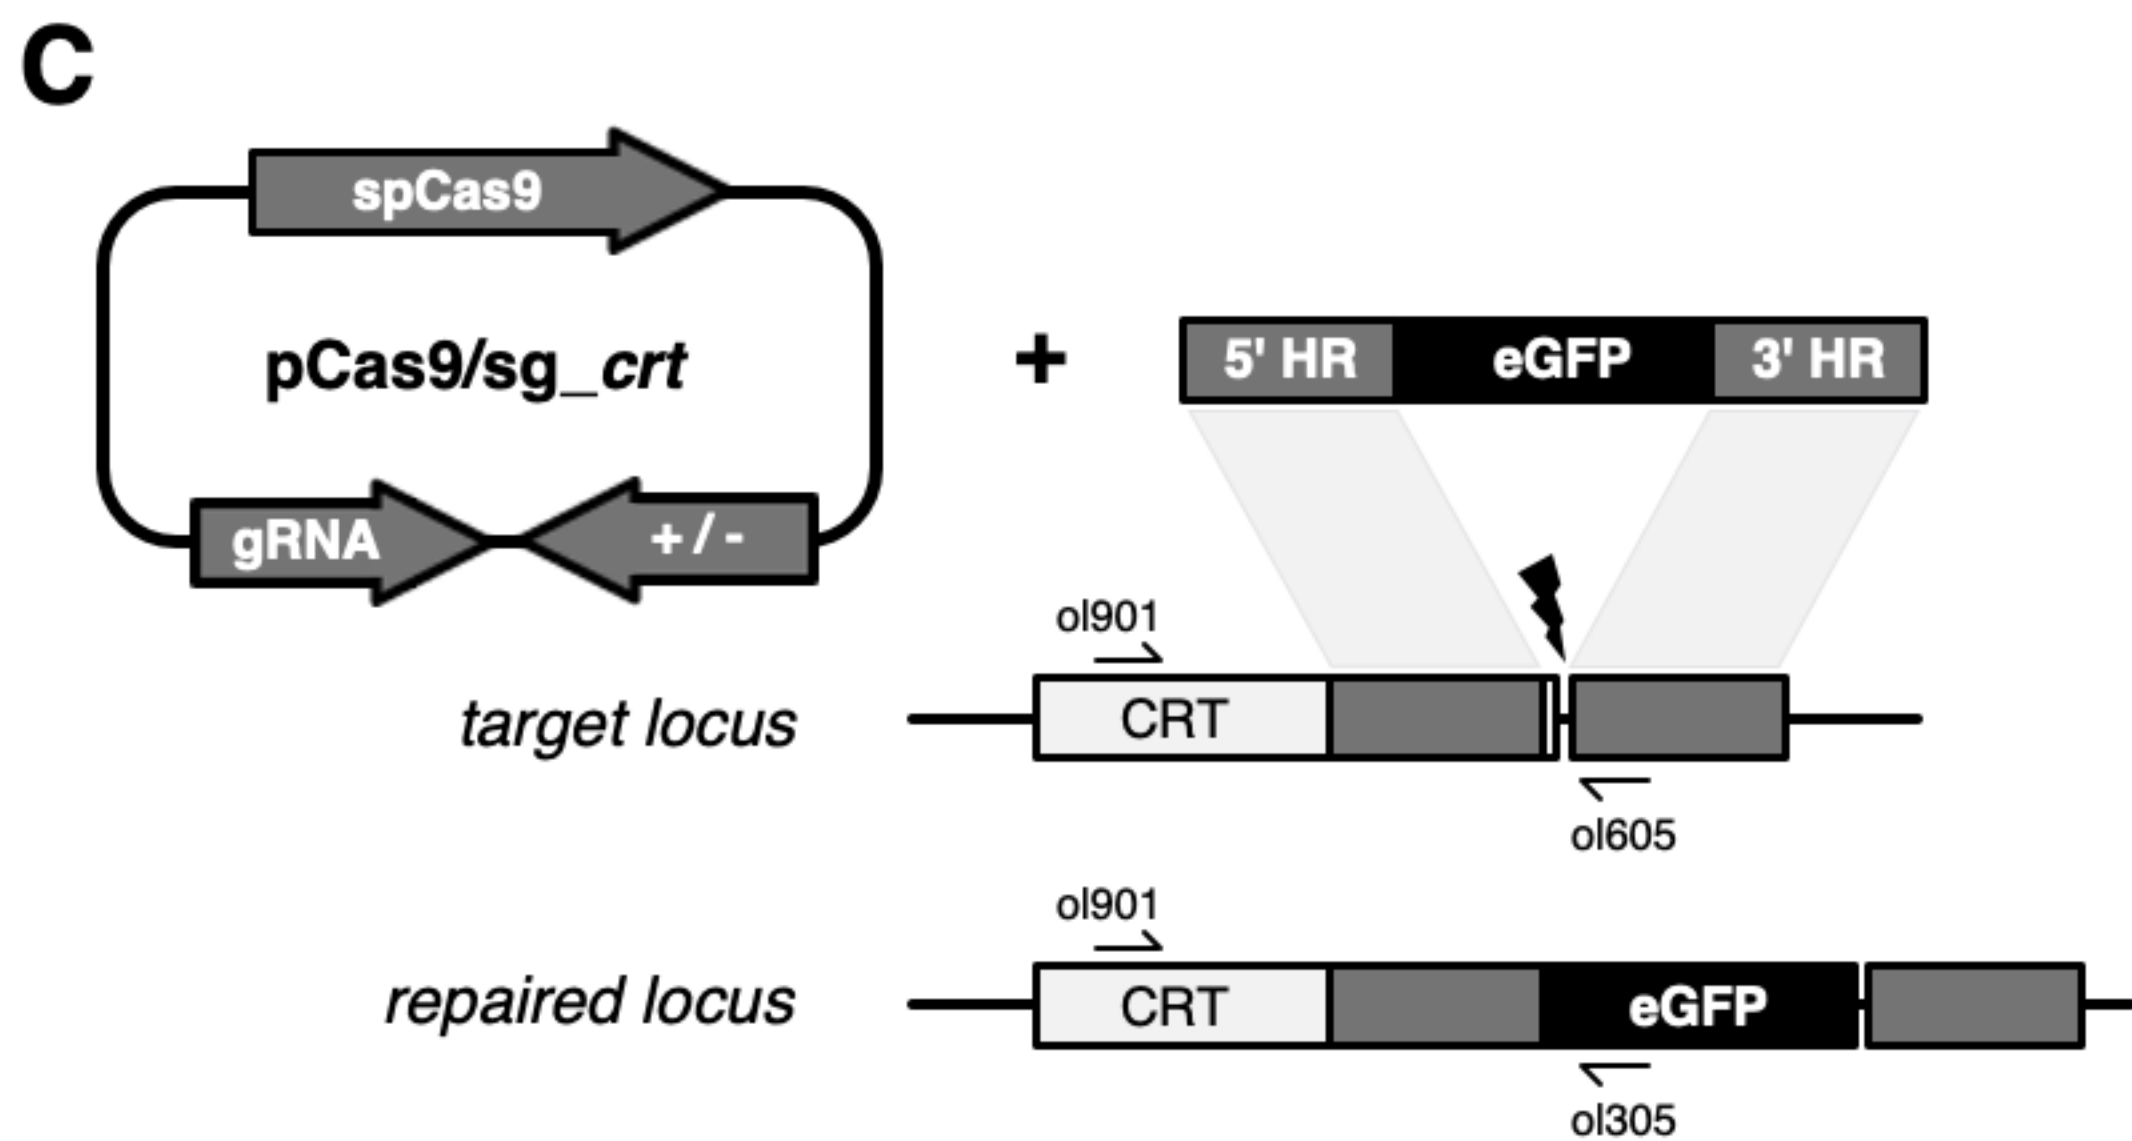 C
spCas9
pCas9/sg_crt
gRNA
+ / -
+
5' HR
eGFP
3' HR
ol901
target locus
CRT
ol605
ol901
repaired locus
CRT
eGFP
ol305